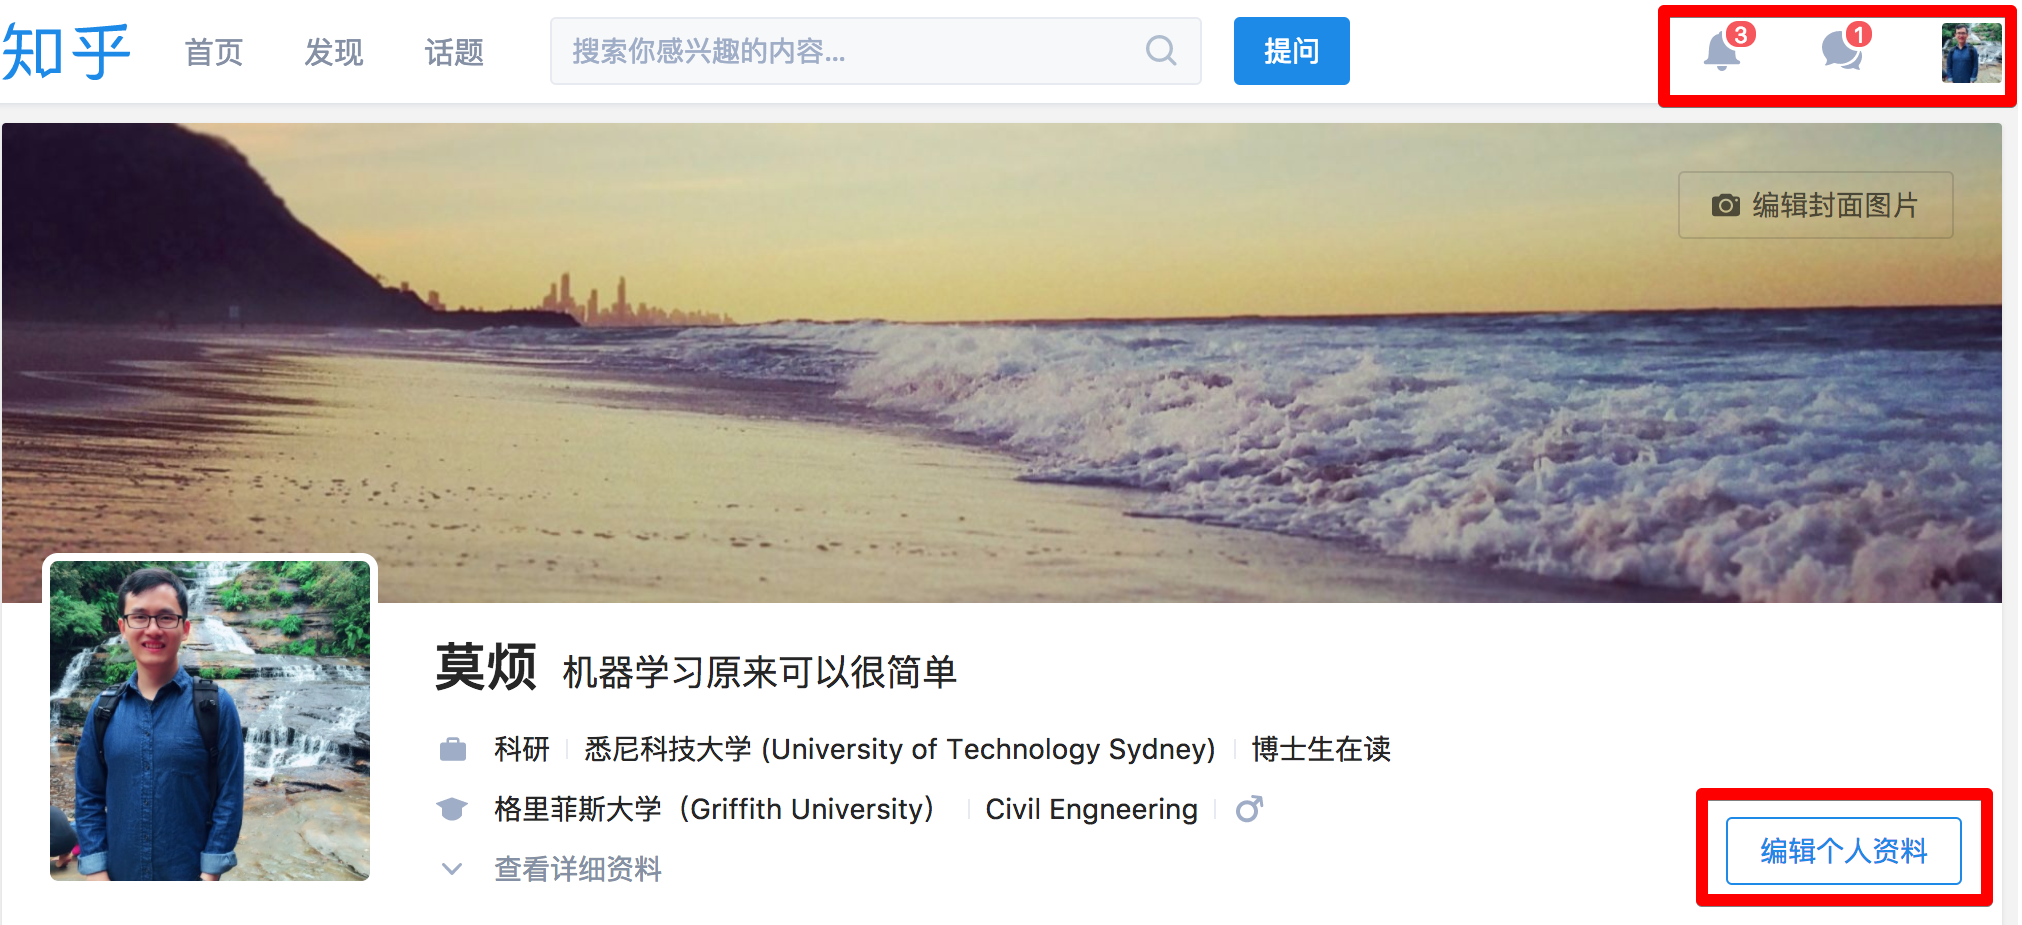 知乎 首页 发现 话题 搜索你感兴趣的内容... 提问 3 1
编辑封面图片
莫烦 机器学习原来可以很简单
科研 悉尼科技大学 (University of Technology Sydney) 博士生在读
格里菲斯大学（Griffith University） Civil Engneering
编辑个人资料
查看详细资料